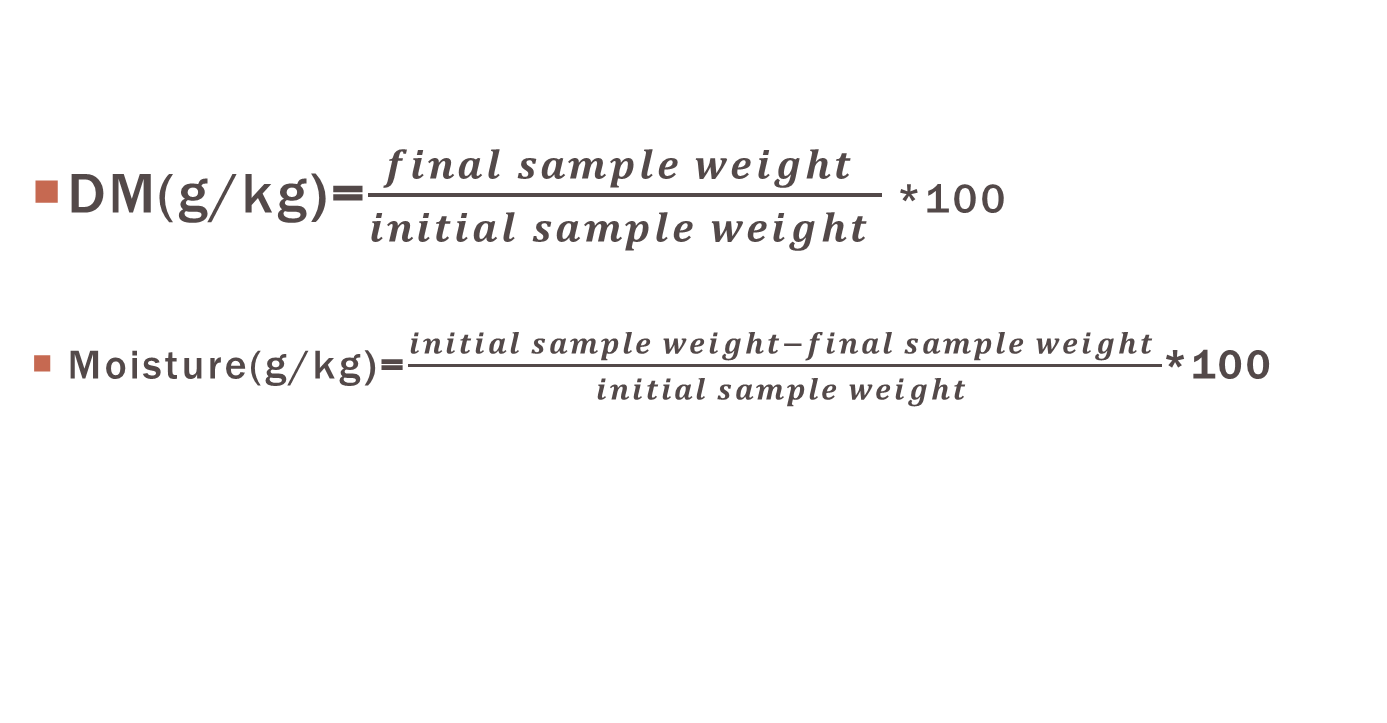 ▪DM(g/kg)=final sample weight/initial sample weight *100
▪ Moisture(g/kg)=initial sample weight−final sample weight/initial sample weight*100